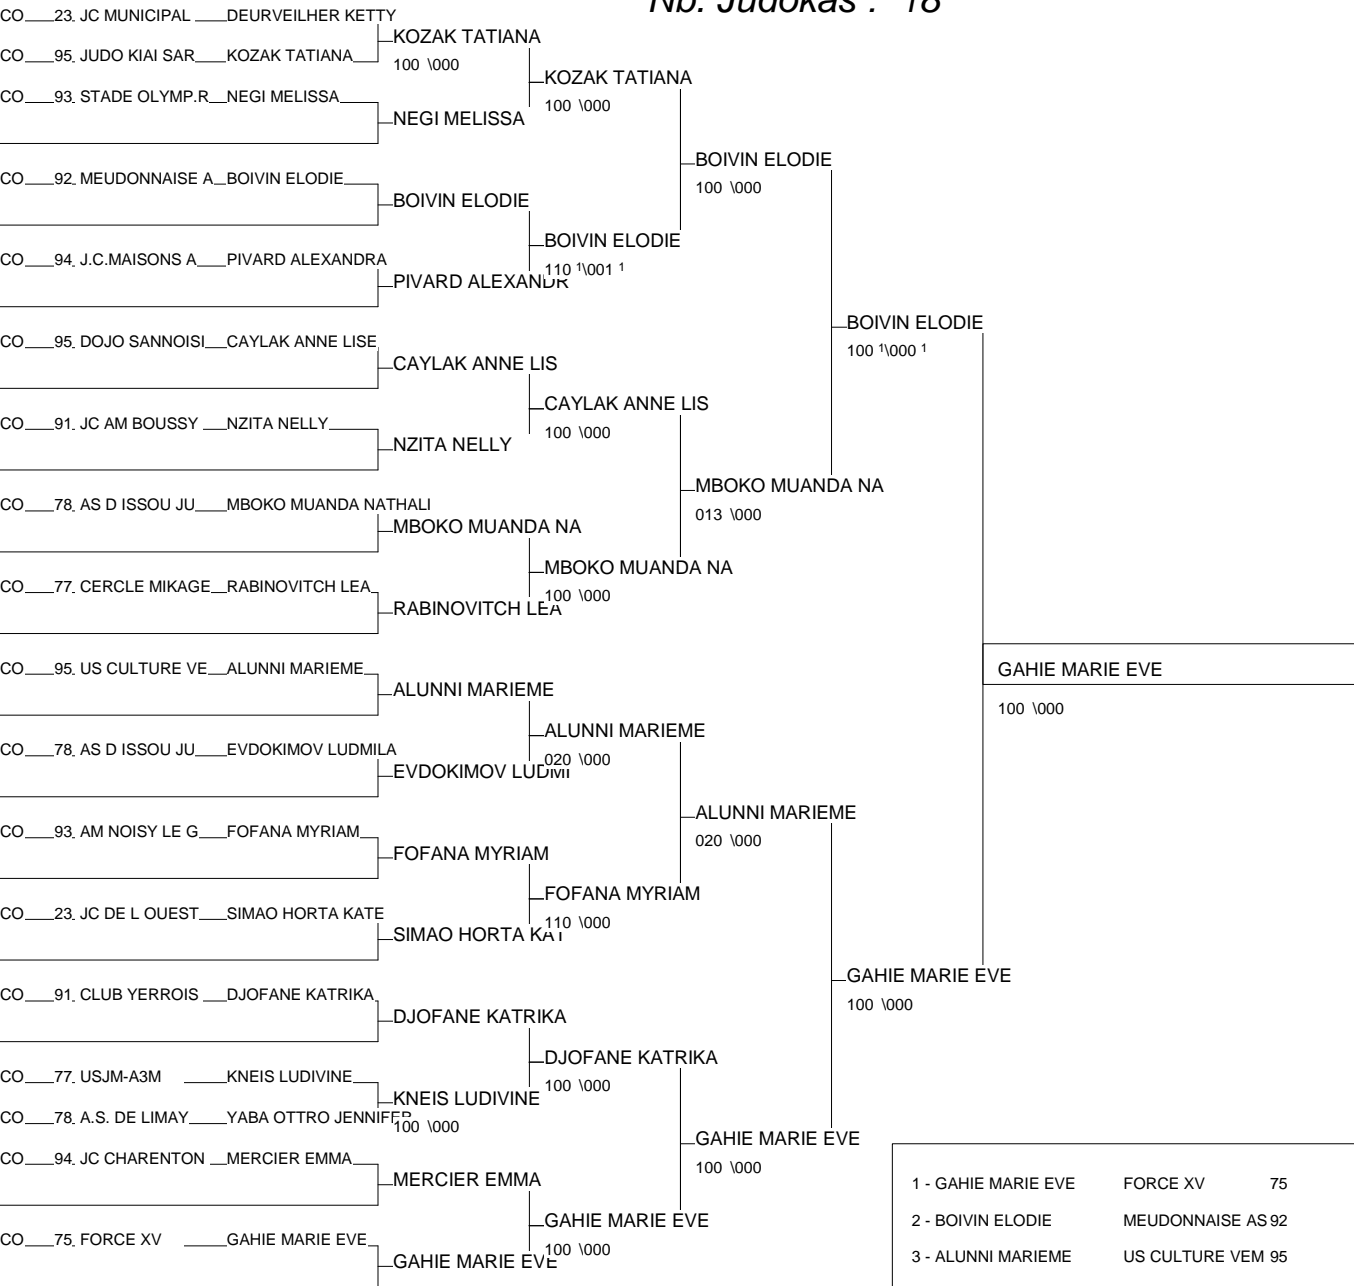 Nb. Judokas : 18
CO 23 JC MUNICIPAL DEURVEILHER KETTY
KOZAK TATIANA
CO 95 JUDO KIAI SAR KOZAK TATIANA
100 \000
KOZAK TATIANA
CO 93 STADE OLYMP.R NEGI MELISSA
100 \000
NEGI MELISSA
BOIVIN ELODIE
CO 92 MEUDONNAISE A BOIVIN ELODIE
100 \000
BOIVIN ELODIE
BOIVIN ELODIE
CO 94 J.C.MAISONS A PIVARD ALEXANDRA
110 1\001 1
PIVARD ALEXANDR
BOIVIN ELODIE
CO 95 DOJO SANNOISI CAYLAK ANNE LISE
100 1\000 1
CAYLAK ANNE LIS
CAYLAK ANNE LIS
CO 91 JC AM BOUSSY NZITA NELLY
100 \000
NZITA NELLY
MBOKO MUANDA NA
CO 78 AS D ISSOU JU MBOKO MUANDA NATHALI
013 \000
MBOKO MUANDA NA
MBOKO MUANDA NA
CO 77 CERCLE MIKAGE RABINOVITCH LEA
100 \000
RABINOVITCH LEA
CO 95 US CULTURE VE ALUNNI MARIEME
GAHIE MARIE EVE
ALUNNI MARIEME
100 \000
ALUNNI MARIEME
CO 78 AS D ISSOU JU EVDOKIMOV LUDMILA
020 \000
EVDOKIMOV LUDMI
ALUNNI MARIEME
CO 93 AM NOISY LE G FOFANA MYRIAM
020 \000
FOFANA MYRIAM
FOFANA MYRIAM
CO 23 JC DE L OUEST SIMAO HORTA KATE
110 \000
SIMAO HORTA KAT
GAHIE MARIE EVE
CO 91 CLUB YERROIS DJOFANE KATRIKA
100 \000
DJOFANE KATRIKA
DJOFANE KATRIKA
CO 77 USJM-A3M KNEIS LUDIVINE
100 \000
KNEIS LUDIVINE
CO 78 A.S. DE LIMAY YABA OTTRO JENNIFER
100 \000
GAHIE MARIE EVE
CO 94 JC CHARENTON MERCIER EMMA
100 \000
MERCIER EMMA
1 - GAHIE MARIE EVE FORCE XV 75
GAHIE MARIE EVE
2 - BOIVIN ELODIE MEUDONNAISE AS 92
CO 75 FORCE XV GAHIE MARIE EVE
100 \000
3 - ALUNNI MARIEME US CULTURE VEM 95
GAHIE MARIE EVE